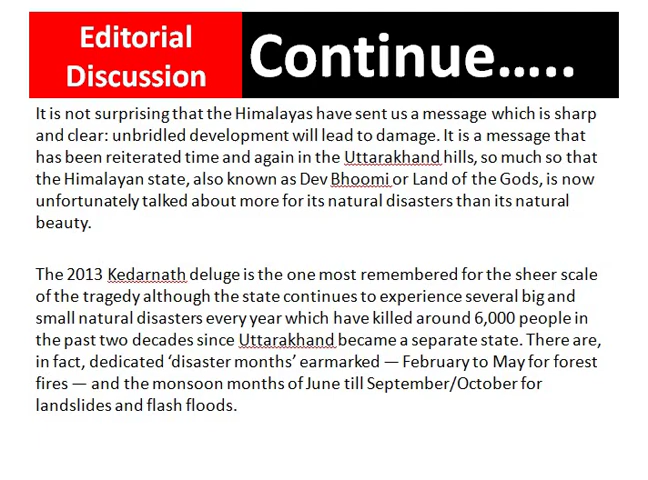 Editorial
Discussion
Continue.....
It is not surprising that the Himalayas have sent us a message which is sharp
and clear: unbridled development will lead to damage. It is a message that
has been reiterated time and again in the Uttarakhand hills, so much so that
the Himalayan state, also known as Dev Bhoomi or Land of the Gods, is now
unfortunately talked about more for its natural disasters than its natural
beauty.
The 2013 Kedarnath deluge is the one most remembered for the sheer scale
of the tragedy although the state continues to experience several big and
small natural disasters every year which have killed around 6,000 people in
the past two decades since Uttarakhand became a separate state. There are,
in fact, dedicated ‘disaster months’ earmarked — February to May for forest
fires — and the monsoon months of June till September/October for
landslides and flash floods.